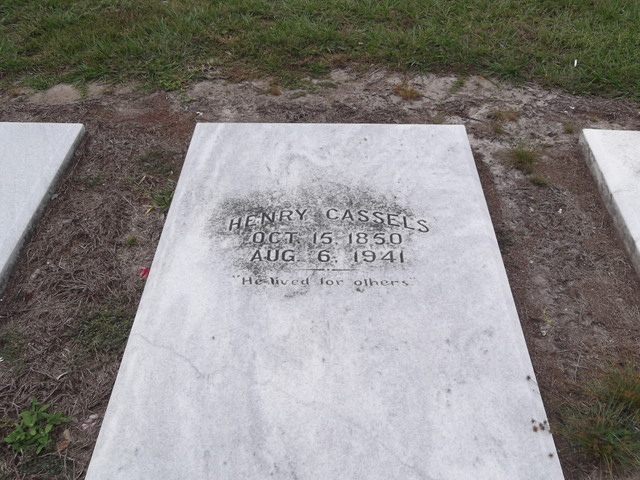 HENRY CASSELS
OCT. 15. 1850
AUG. 6. 1941
"He lived for others."